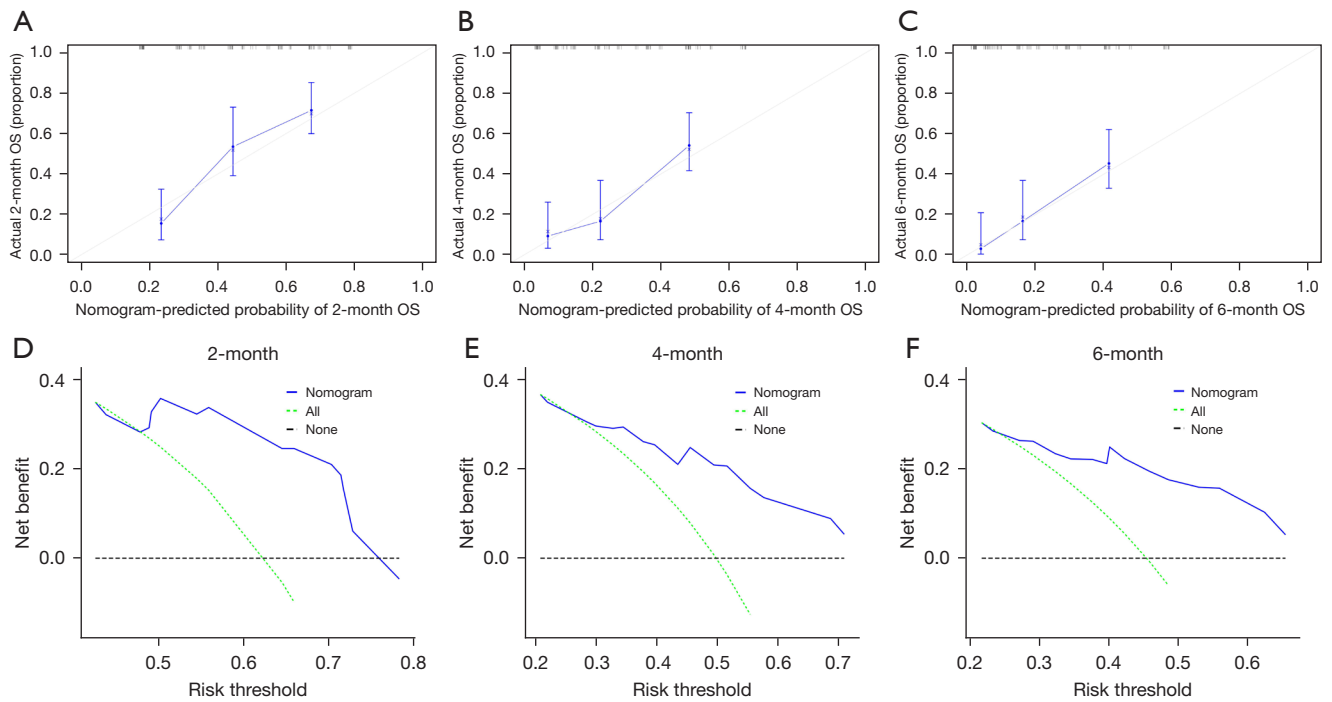 A
Actual 2-month OS (proportion)
1.0
0.8
0.6
0.4
0.2
0.0
0.0 0.2 0.4 0.6 0.8 1.0
Nomogram-predicted probability of 2-month OS
B
Actual 4-month OS (proportion)
1.0
0.8
0.6
0.4
0.2
0.0
0.0 0.2 0.4 0.6 0.8 1.0
Nomogram-predicted probability of 4-month OS
C
Actual 6-month OS (proportion)
1.0
0.8
0.6
0.4
0.2
0.0
0.0 0.2 0.4 0.6 0.8 1.0
Nomogram-predicted probability of 6-month OS
D
2-month
Net benefit
0.4
0.2
0.0
Nomogram
All
None
0.5 0.6 0.7 0.8
Risk threshold
E
4-month
Net benefit
0.4
0.2
0.0
Nomogram
All
None
0.2 0.3 0.4 0.5 0.6 0.7
Risk threshold
F
6-month
Net benefit
0.4
0.2
0.0
Nomogram
All
None
0.2 0.3 0.4 0.5 0.6
Risk threshold